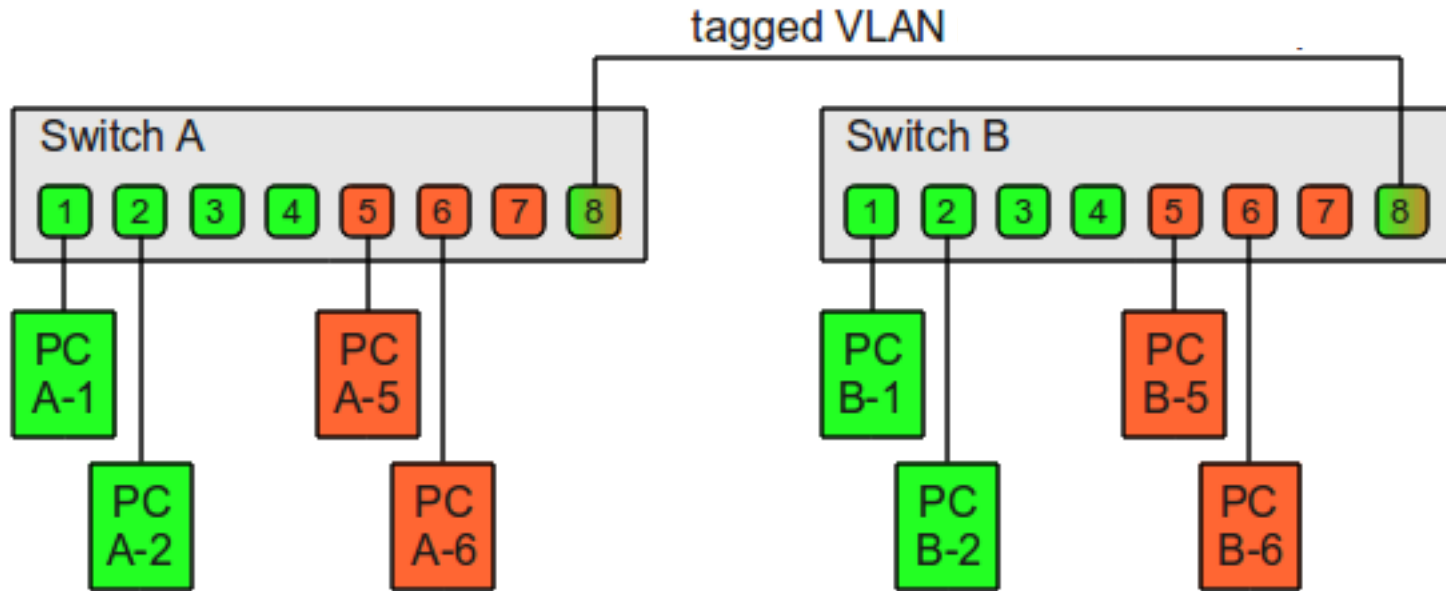 tagged VLAN
Switch A
1 2 3 4 5 6 7 8
Switch B
1 2 3 4 5 6 7 8
PC
A-1
PC
A-5
PC
B-1
PC
B-5
PC
A-2
PC
A-6
PC
B-2
PC
B-6